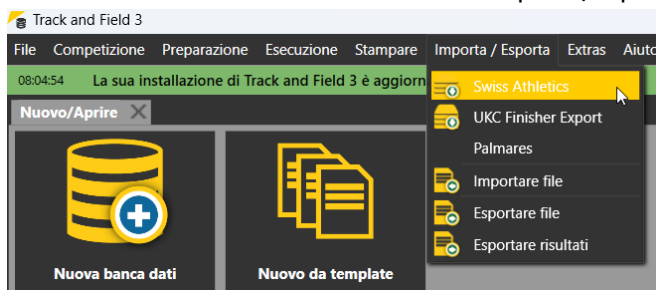 Track and Field 3
File Competizione Preparazione Esecuzione Stampare Importa / Esporta Extras
08:04:54 La sua installazione di Track and Field 3 è
Swiss Athletics
Nuovo/Aprire
UKC Finisher Export
Palmares
Importare file
Esportare file
Esportare risultati
Nuova banca dati Nuovo da template